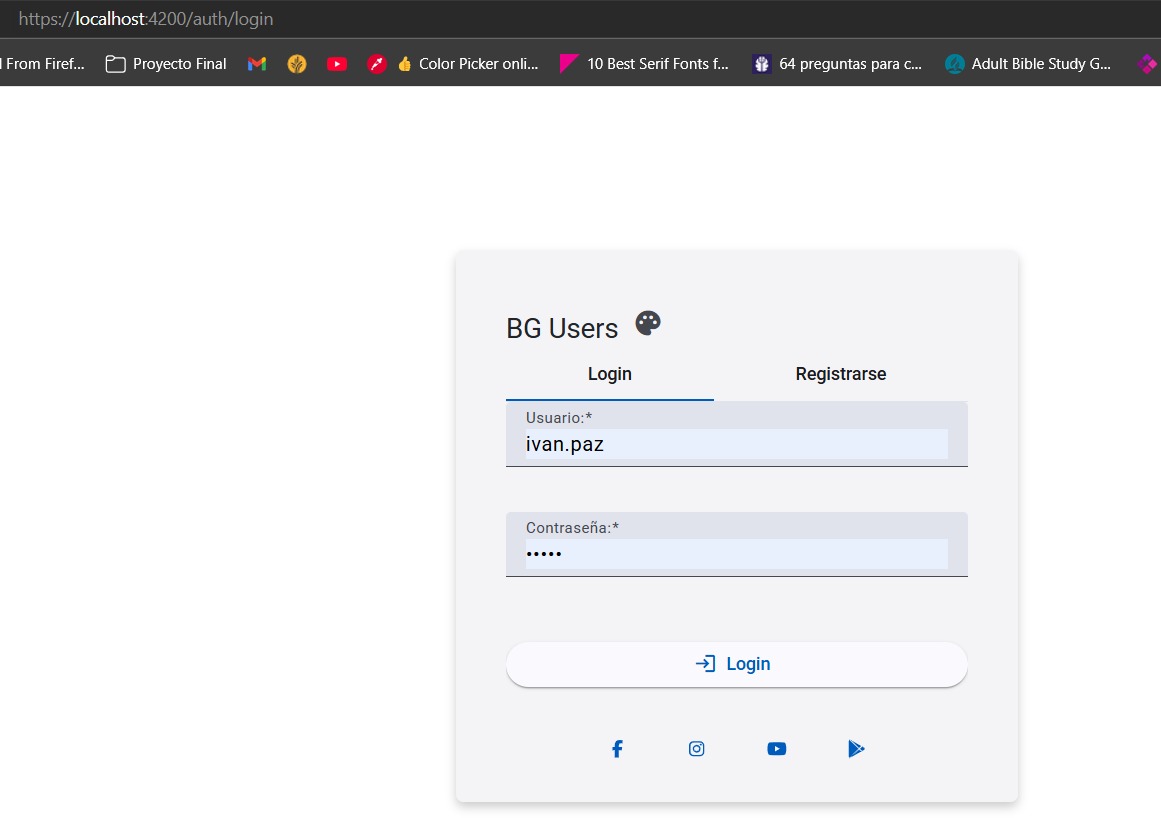 https://localhost:4200/auth/login
From Firef... Proyecto Final Color Picker onli... 10 Best Serif Fonts f... 64 preguntas para c... Adult Bible Study G...
BG Users
Login Registrarse
Usuario:*
ivan.paz
Contraseña:*
•••••
Login